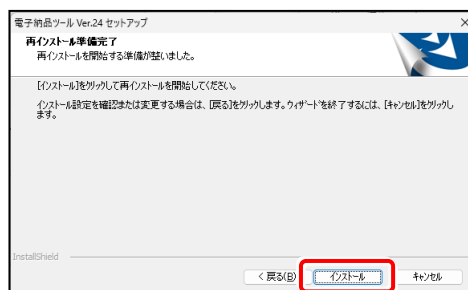 電子納品ツール Ver.24 セットアップ
再インストール準備完了
再インストールを開始する準備が整いました。
[インストール]をクリックして再インストールを開始してください。
インストール設定を確認または変更する場合は、[戻る]をクリックします。ウィザードを終了するには、[キャンセル]をクリックし
ます。
InstallShield
< 戻る(B)
インストール
キャンセル